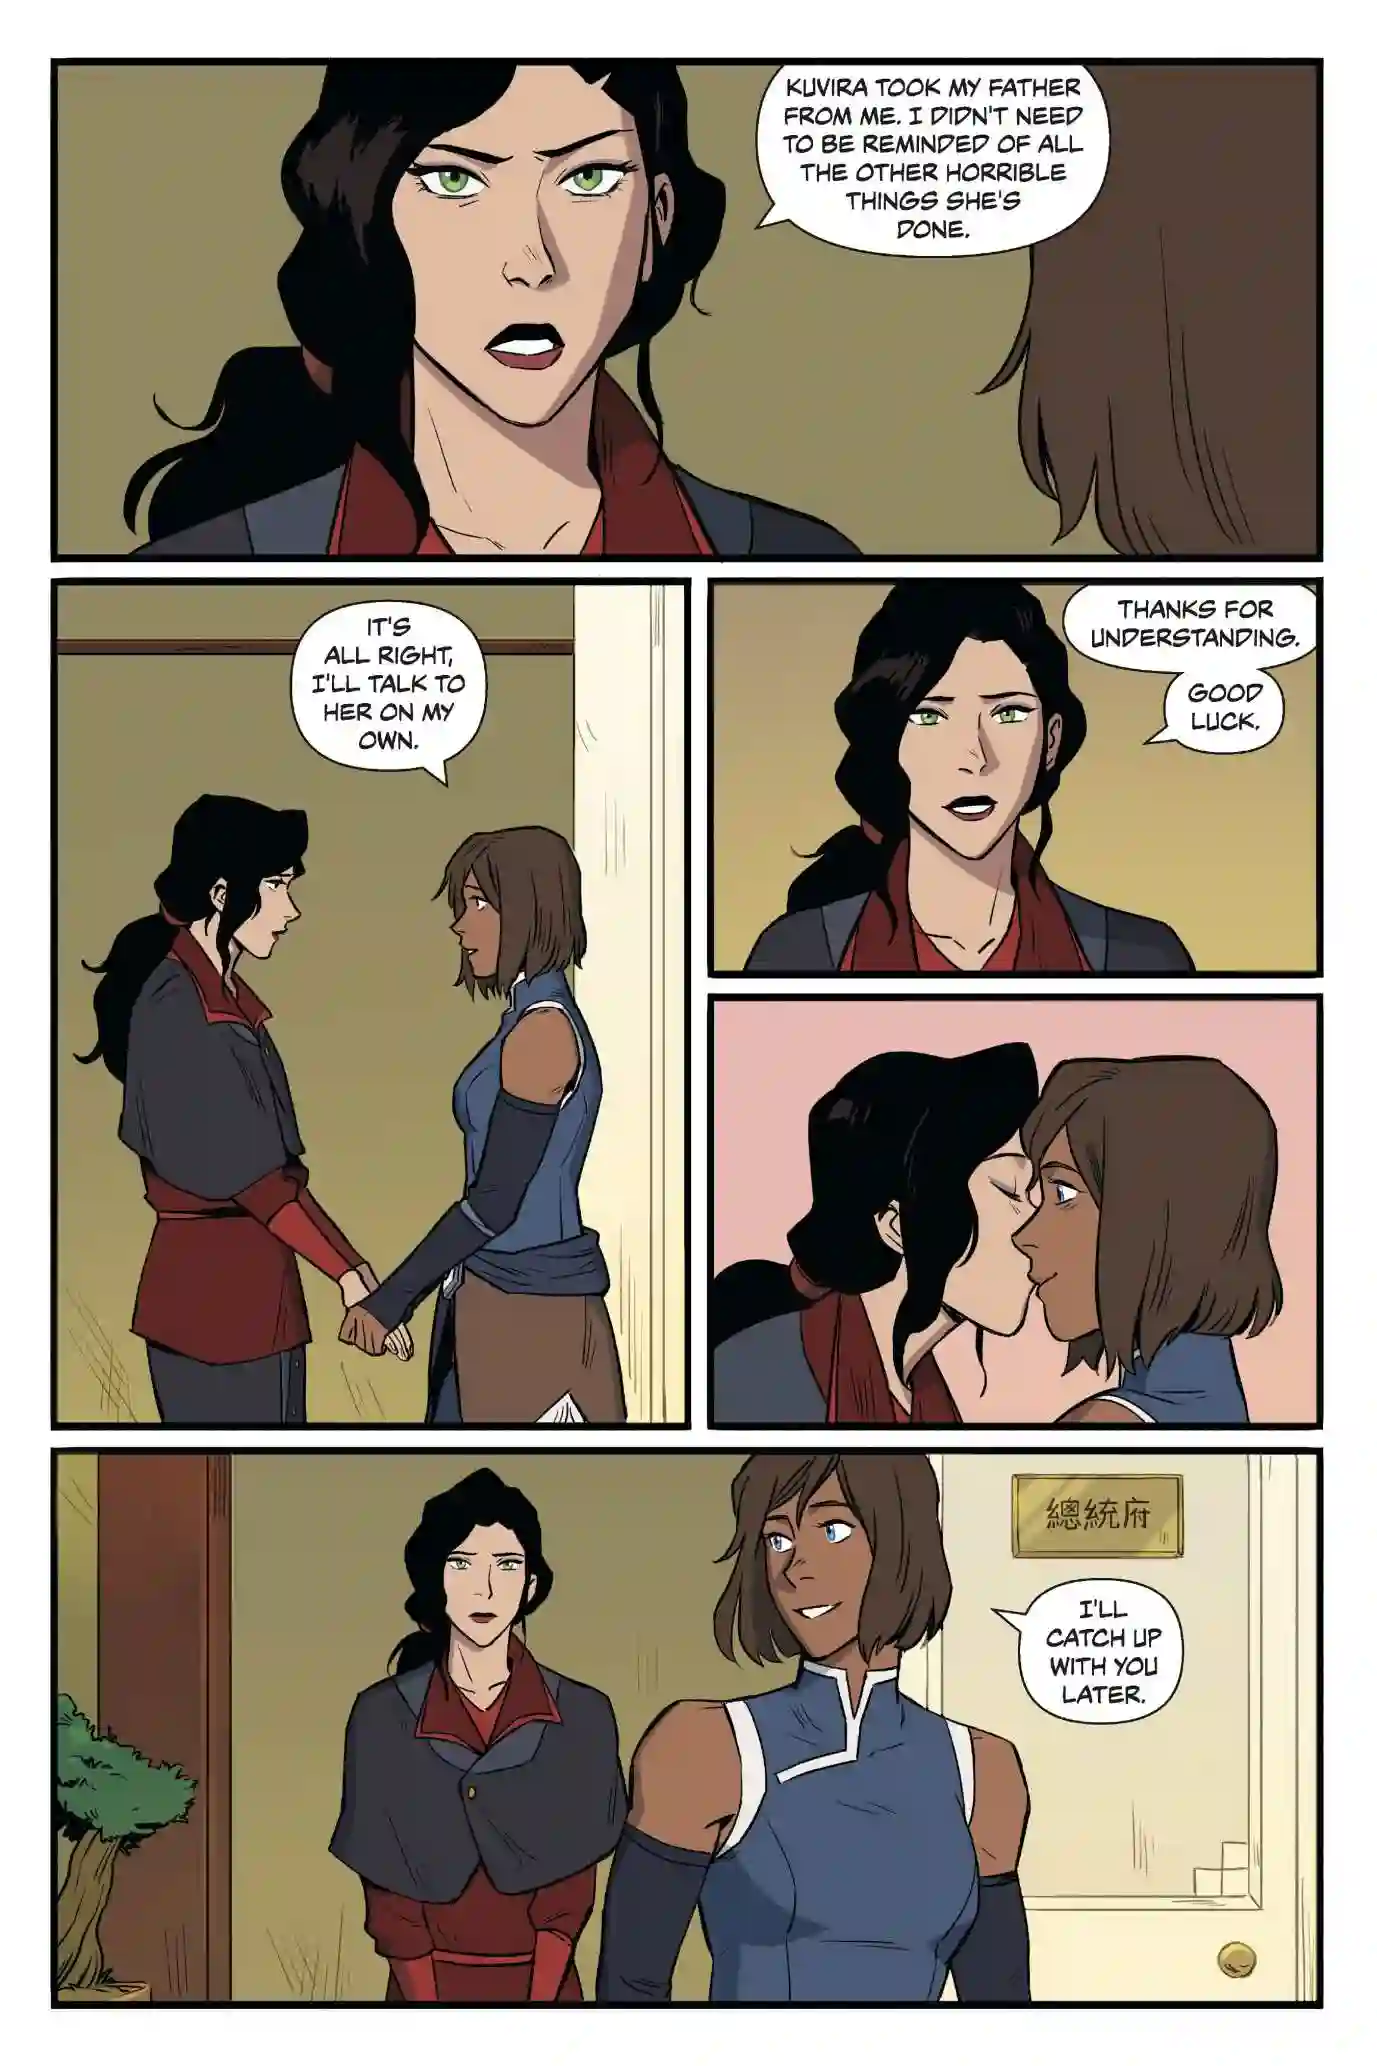 KUVIRA TOOK MY FATHER
FROM ME. I DIDN'T NEED
TO BE REMINDED OF ALL
THE OTHER HORRIBLE
THINGS SHE'S
DONE.
IT'S
ALL RIGHT,
I'LL TALK TO
HER ON MY
OWN.
THANKS FOR
UNDERSTANDING.
GOOD
LUCK.
總統府
I'LL
CATCH UP
WITH YOU
LATER.